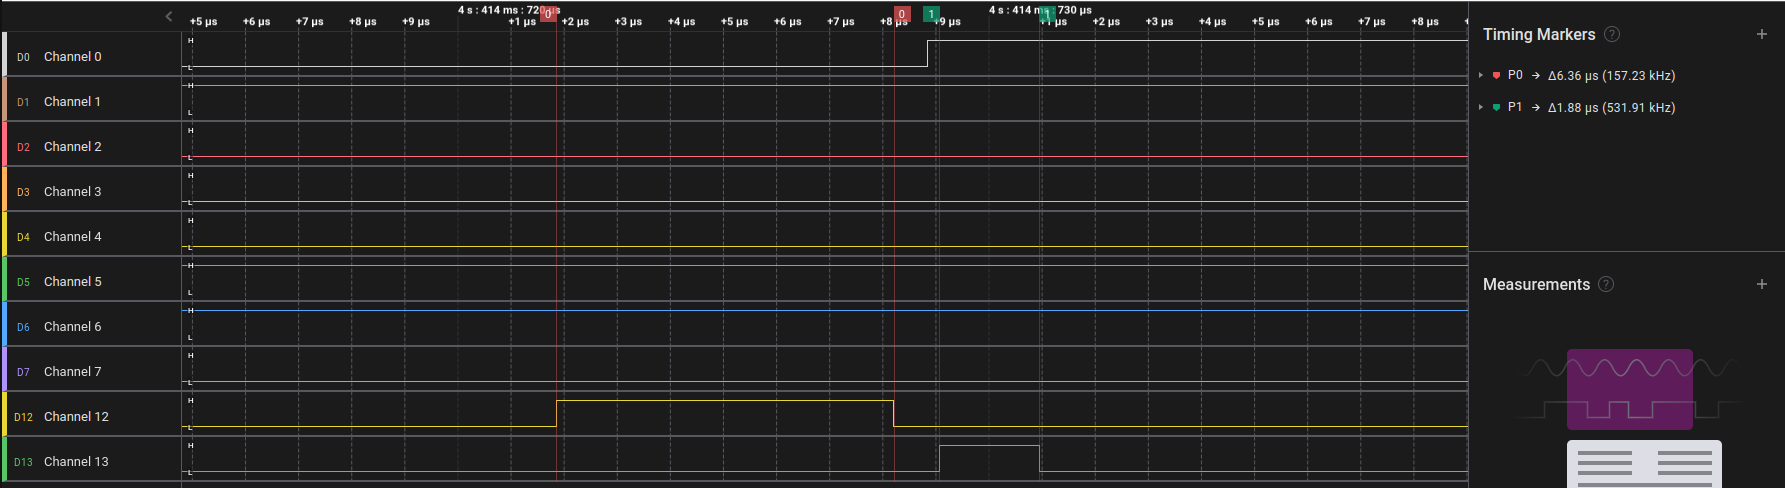 4 s : 414 ms : 720 µs
4 s : 414 ms : 730 µs
+5 µs +6 µs +7 µs +8 µs +9 µs +1 µs 0 +2 µs +3 µs +4 µs +5 µs +6 µs +7 µs +8 µs 0 1 +9 µs +1 µs 1 +2 µs +3 µs +4 µs +5 µs +6 µs +7 µs +8 µs
D0 Channel 0 H L
D1 Channel 1 H L
D2 Channel 2 H L
D3 Channel 3 H L
D4 Channel 4 H L
D5 Channel 5 H L
D6 Channel 6 H L
D7 Channel 7 H L
D12 Channel 12 H L
D13 Channel 13 H L
Timing Markers ? +
P0 → Δ6.36 µs (157.23 kHz)
P1 → Δ1.88 µs (531.91 kHz)
Measurements ? +